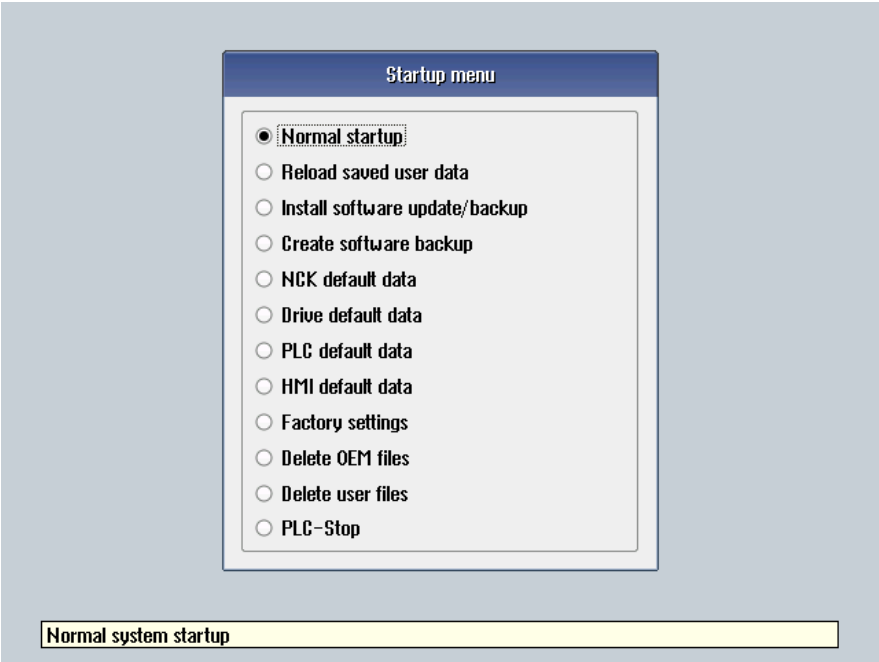 Startup menu
Normal startup
Reload saved user data
Install software update/backup
Create software backup
NCK default data
Drive default data
PLC default data
HMI default data
Factory settings
Delete OEM files
Delete user files
PLC-Stop
Normal system startup